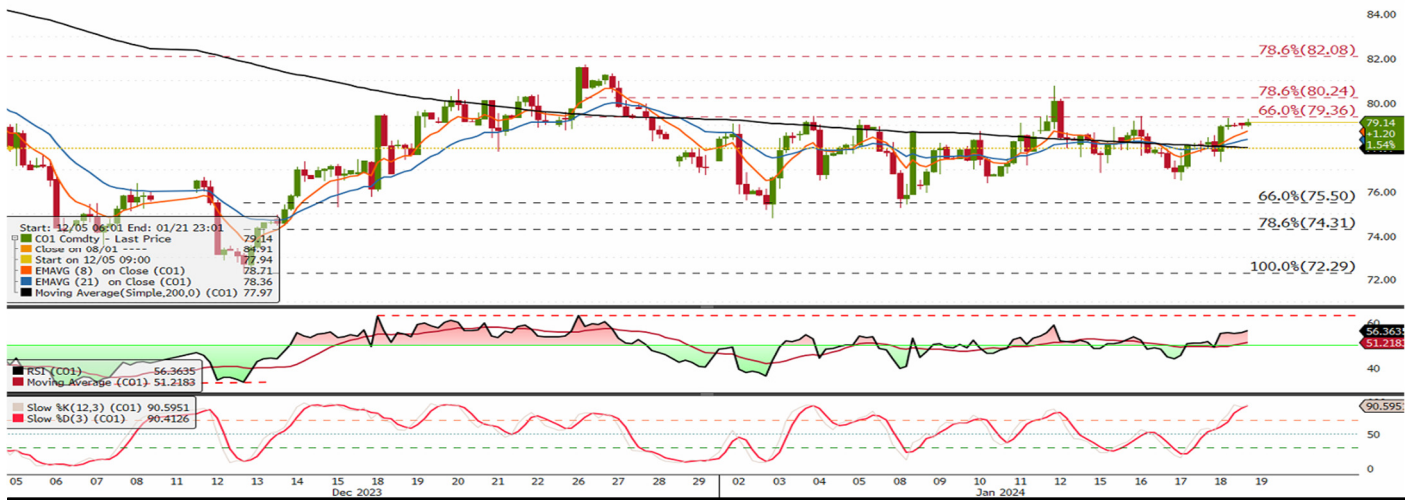 84.00
78.6%(82.08)
82.00
78.6%(80.24)
80.00
66.0%(79.36)
79.14
1.20
1.54%
76.00
66.0%(75.50)
78.6%(74.31)
74.00
100.0%(72.29)
72.00
Start: 12/05 06:01 End: 01/21 23:01
CO1 Comdty - Last Price 79.14
Close on 08/01 ---- 84.91
Start on 12/05 09:00 77.94
EMAVG (8) on Close (CO1) 78.71
EMAVG (21) on Close (CO1) 78.36
Moving Average(Simple,200,0) (CO1) 77.97
60
56.3635
51.2183
40
RSI (CO1) 56.3635
Moving Average (CO1) 51.2183
Slow %K(12,3) (CO1) 90.5951
Slow %D(3) (CO1) 90.4126
90.5951
50
0
05 06 07 08 11 12 13 14 15 18 19 20 21 22 26 27 28 29 02 03 04 05 08 09 10 11 12 15 16 17 18 19
Dec 2023 Jan 2024